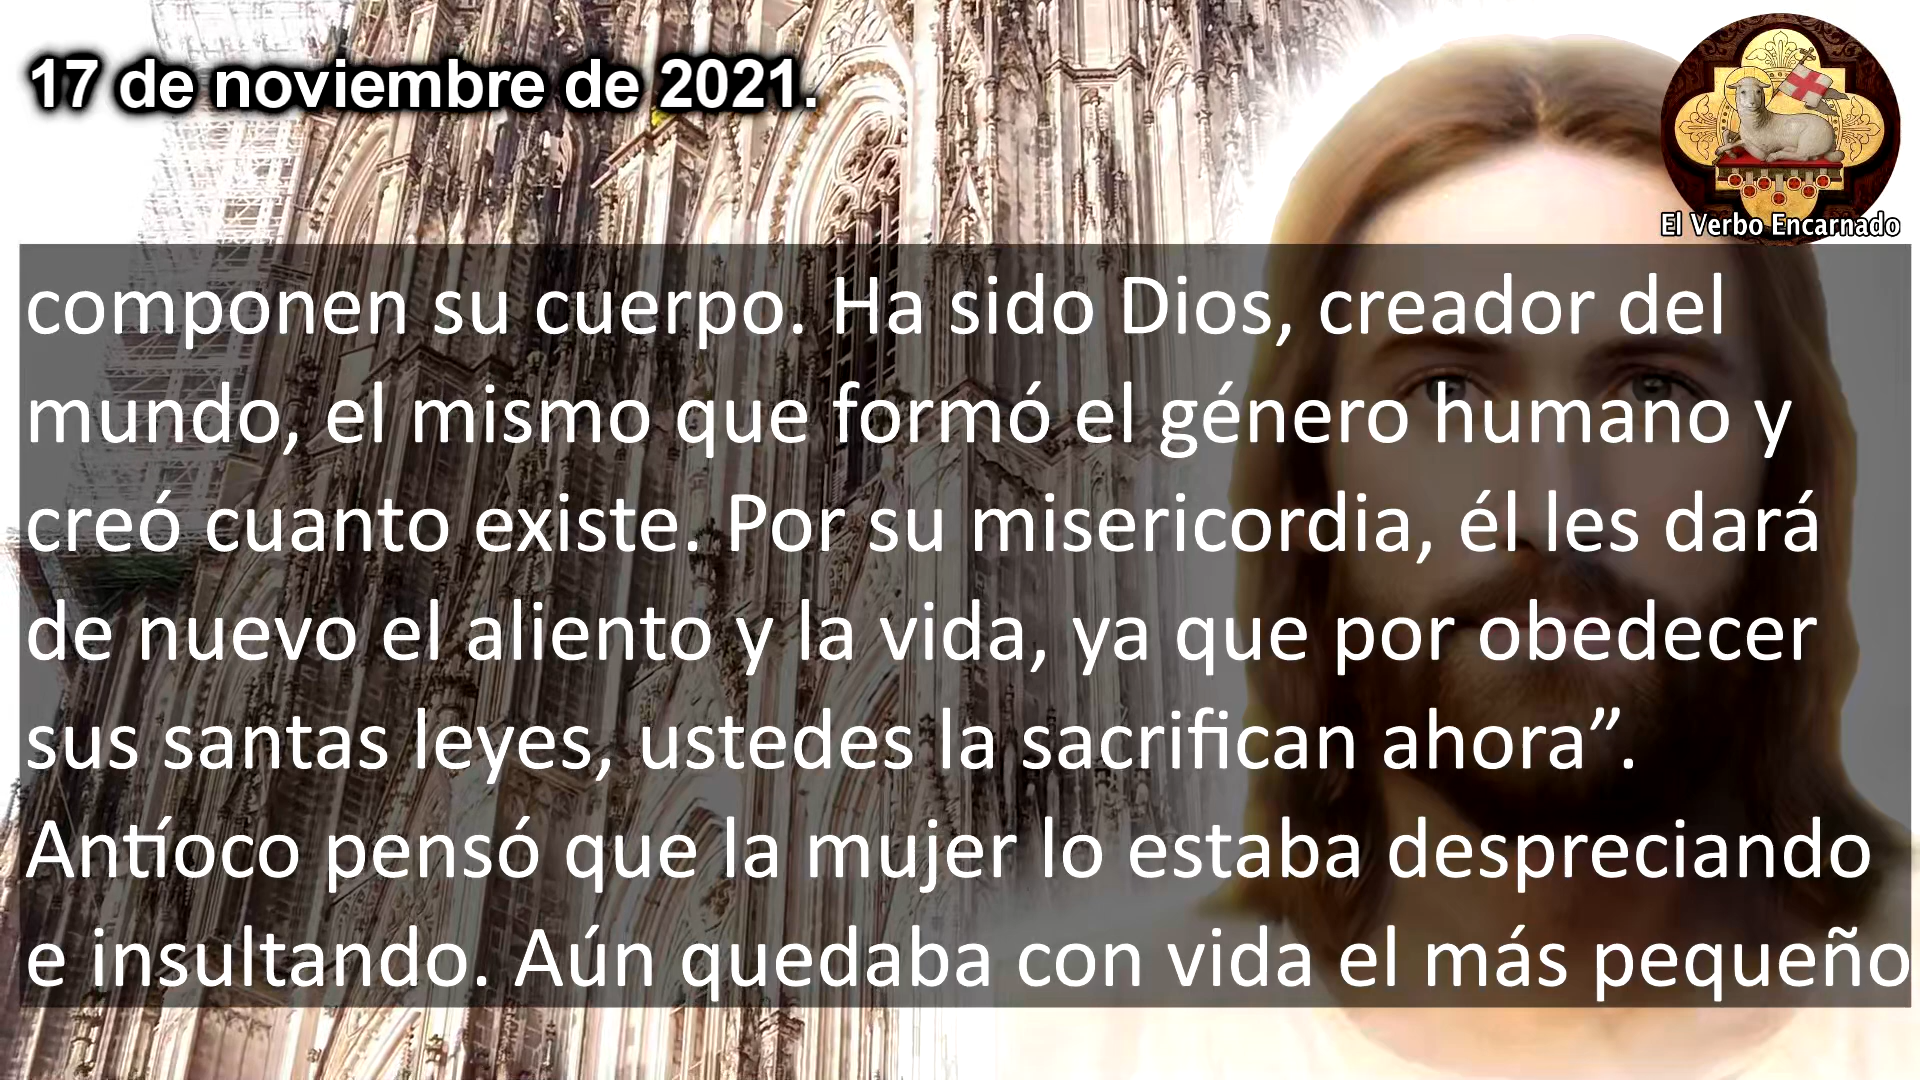 17 de noviembre de 2021.
El Verbo Encarnado
componen su cuerpo. Ha sido Dios, creador del
mundo, el mismo que formó el género humano y
creó cuanto existe. Por su misericordia, él les dará
de nuevo el aliento y la vida, ya que por obedecer
sus santas leyes, ustedes la sacrifican ahora”.
Antíoco pensó que la mujer lo estaba despreciando
e insultando. Aún quedaba con vida el más pequeño